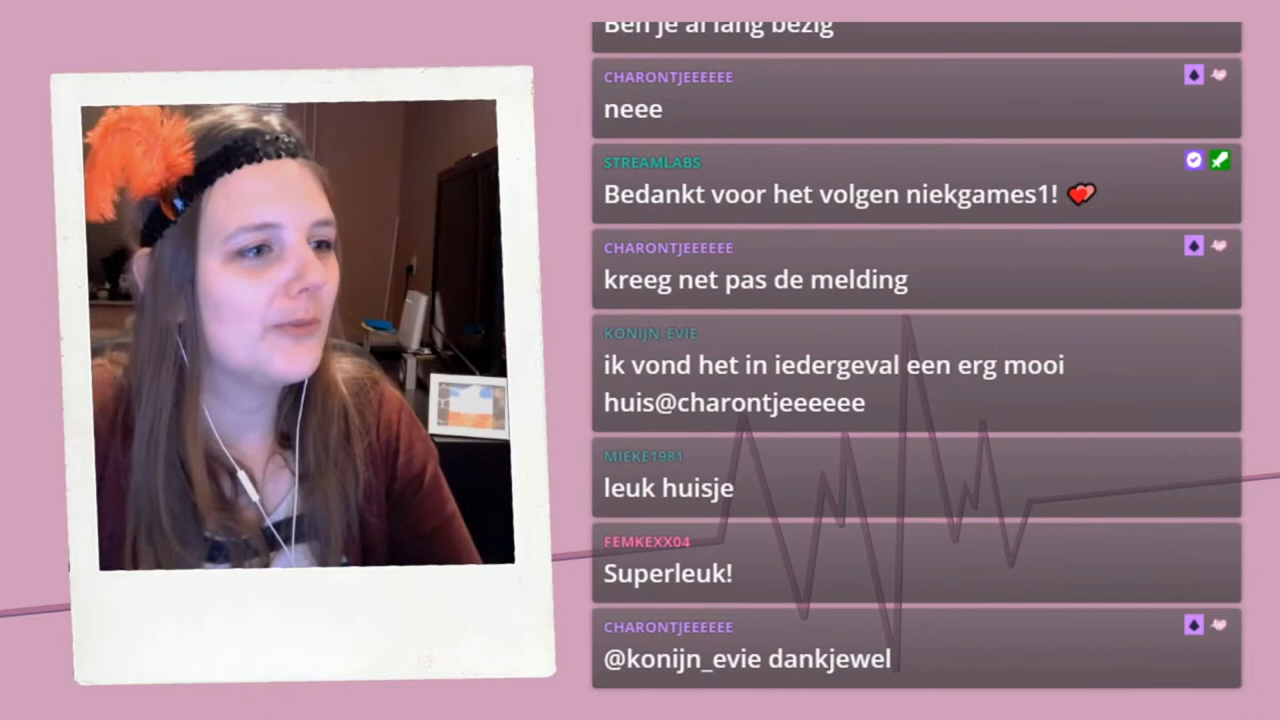 Ben je al lang bezig
CHARONTJEEEEEE
neee
STREAMLABS
Bedankt voor het volgen niekgames1!
CHARONTJEEEEEE
kreeg net pas de melding
KONIJN_EVIE
ik vond het in iedergeval een erg mooi
huis@charontjeeeeee
MIEKE1981
leuk huisje
FEMKEXX04
Superleuk!
CHARONTJEEEEEE
@konijn_evie dankjewel